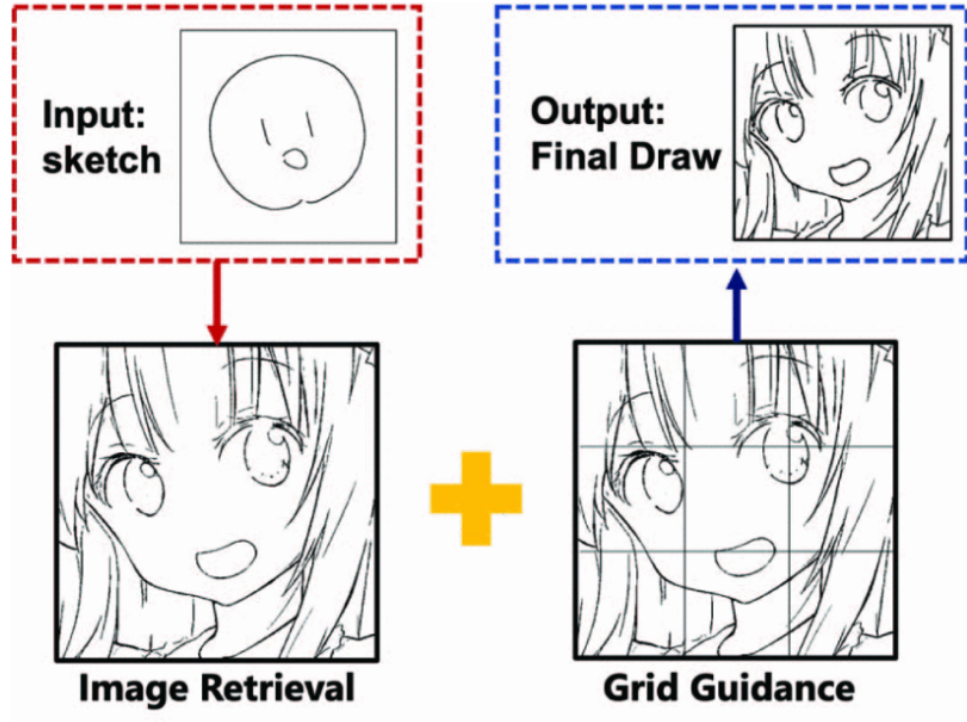 Input:
sketch
Output:
Final Draw
Image Retrieval
Grid Guidance